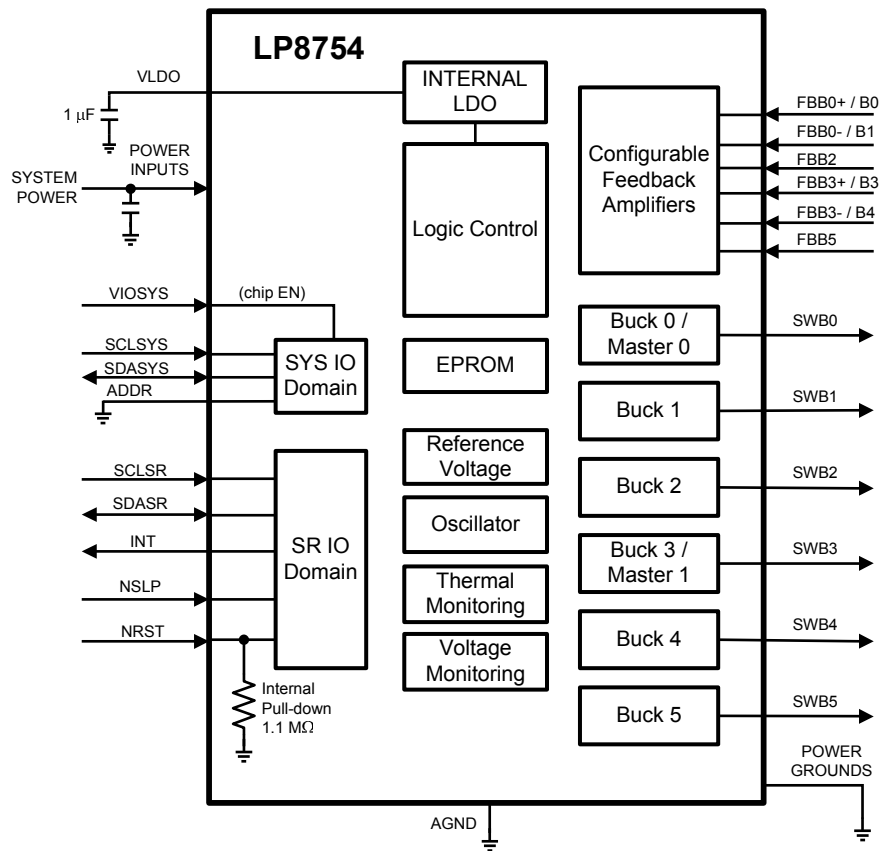 LP8754
VLDO
1 μF
INTERNAL
LDO
POWER
INPUTS
SYSTEM
POWER
Logic Control
Configurable
Feedback
Amplifiers
FBB0+ / B0
FBB0- / B1
FBB2
FBB3+ / B3
FBB3- / B4
FBB5
VIOSYS
(chip EN)
SCLSYS
SDASYS
ADDR
SYS IO
Domain
EPROM
Buck 0 /
Master 0
SWB0
Buck 1
SWB1
Reference
Voltage
Buck 2
SWB2
SCLSR
SDASR
INT
NSLP
NRST
SR IO
Domain
Oscillator
Thermal
Monitoring
Voltage
Monitoring
Buck 3 /
Master 1
SWB3
Buck 4
SWB4
Buck 5
SWB5
Internal
Pull-down
1.1 MΩ
POWER
GROUNDS
AGND